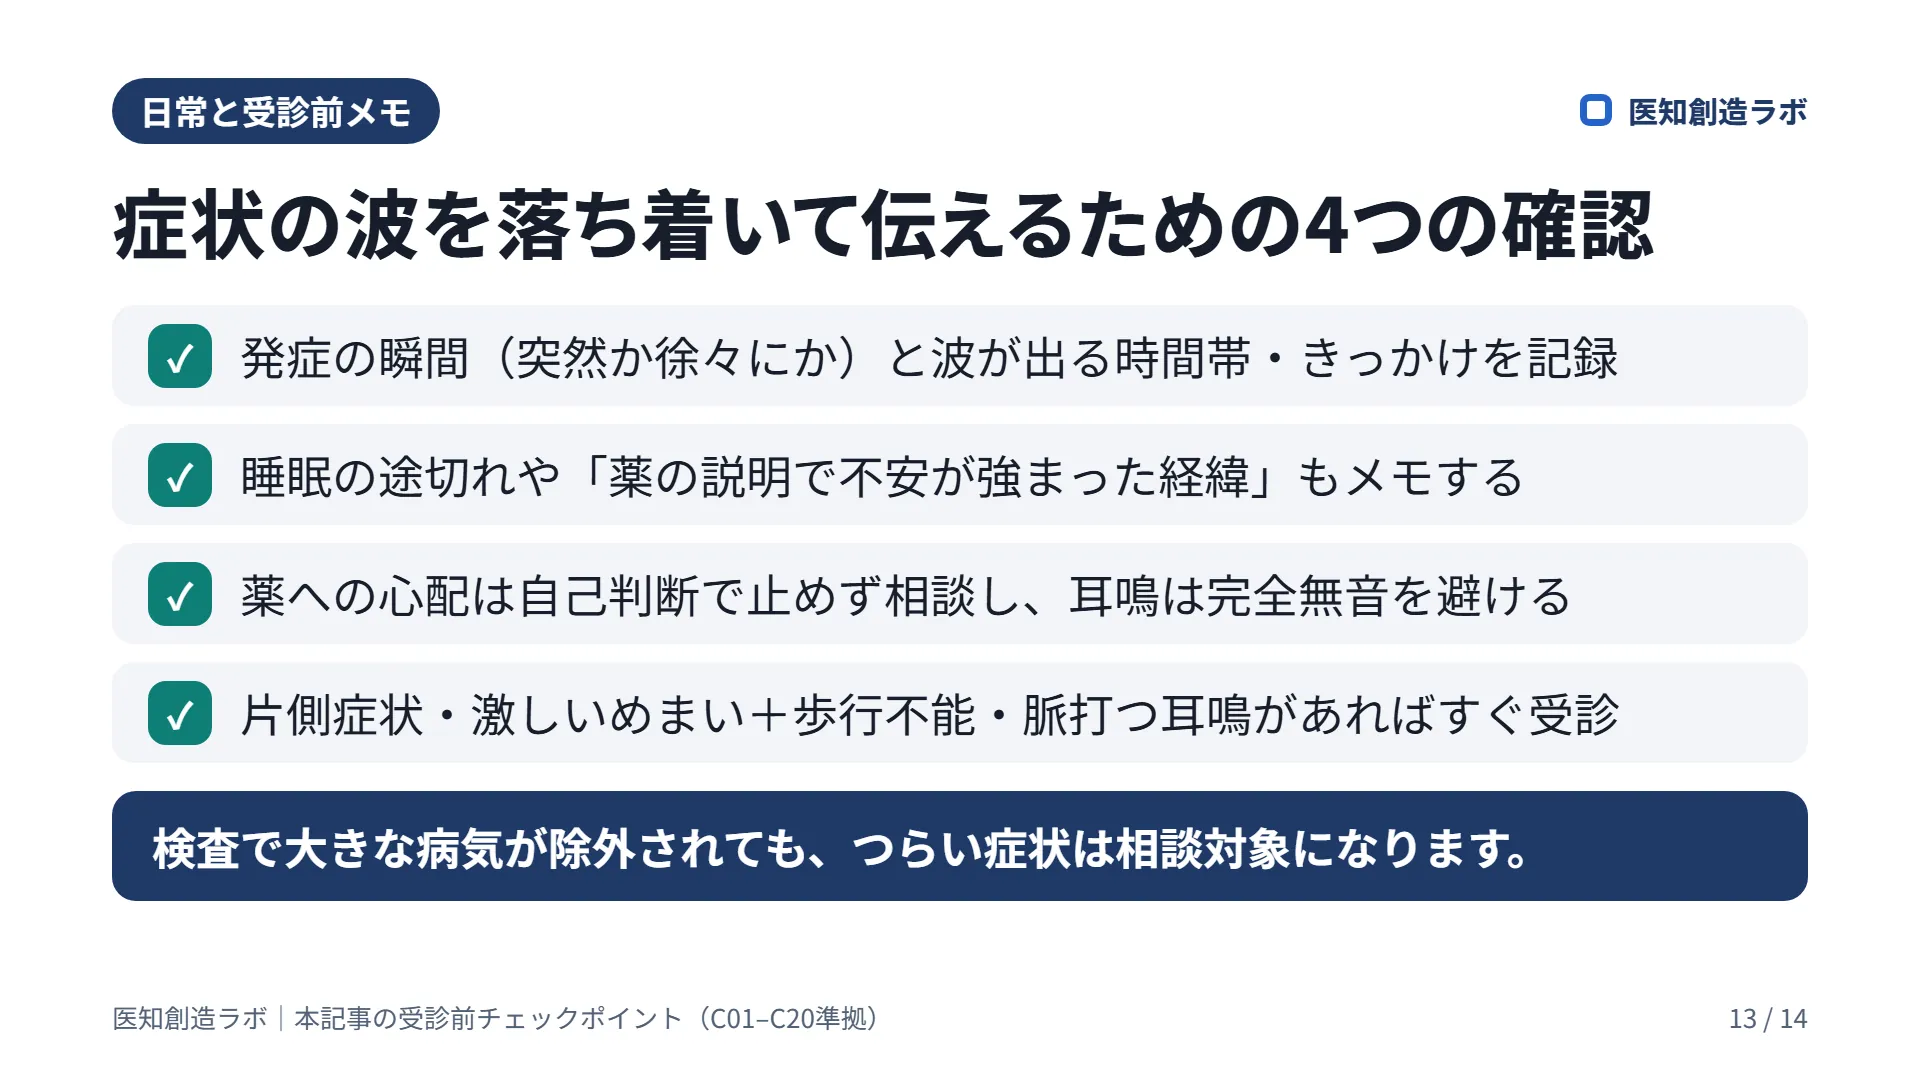 日常と受診前メモ
医知創造ラボ
症状の波を落ち着いて伝えるための4つの確認
発症の瞬間（突然か徐々にか）と波が出る時間帯・きっかけを記録
睡眠の途切れや「薬の説明で不安が強まった経緯」もメモする
薬への心配は自己判断で止めず相談し、耳鳴は完全無音を避ける
片側症状・激しいめまい＋歩行不能・脈打つ耳鳴があればすぐ受診
検査で大きな病気が除外されても、つらい症状は相談対象になります。
医知創造ラボ｜本記事の受診前チェックポイント（C01–C20準拠）
13 / 14